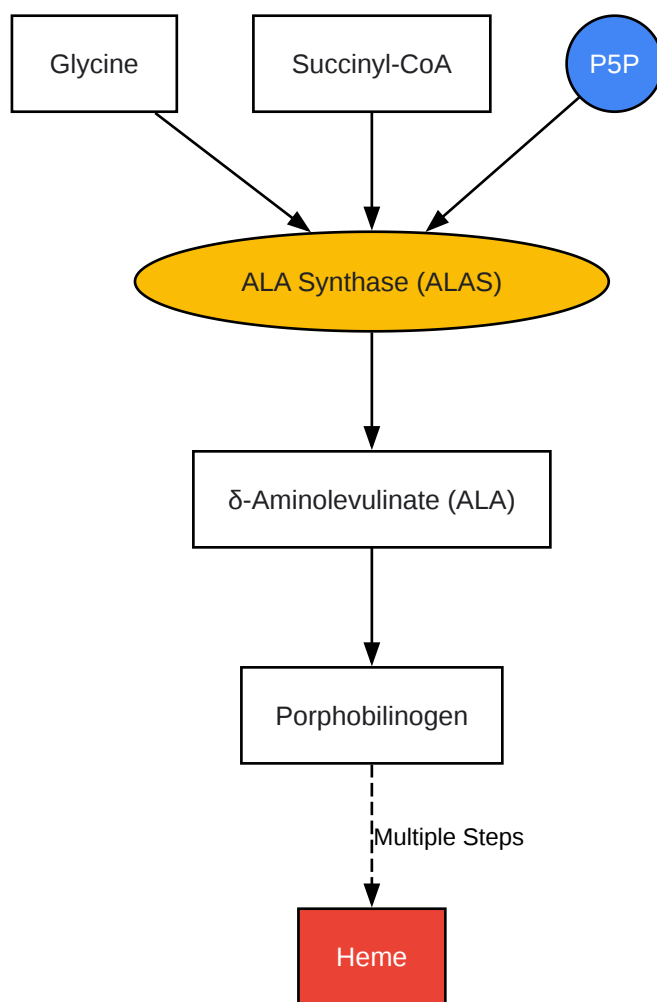 Glycine
Succinyl-CoA
P5P
ALA Synthase (ALAS)
δ-Aminolevulinate (ALA)
Porphobilinogen
Multiple Steps
Heme